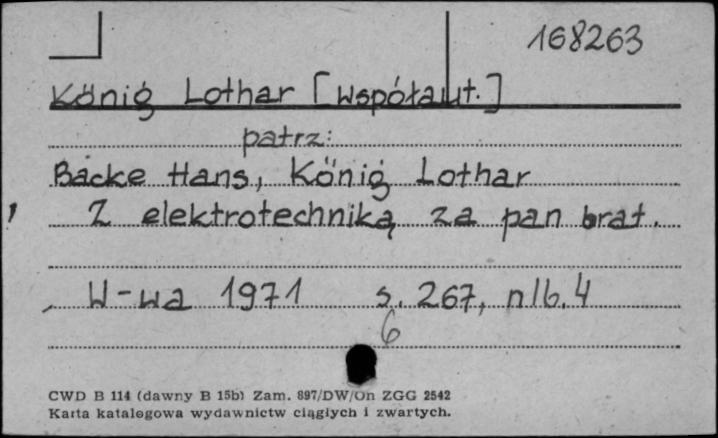 168263
König Lothar [współaut.]
patrz:
Backe Hans, König Lothar
Z elektrotechniką za pan brat.
W-wa 1971 s. 267, nlb. 4
6
CWD B 114 (dawny B 15b) Zam. 897/DW/On ZGG 2542
Karta katalogowa wydawnictw ciągłych i zwartych.